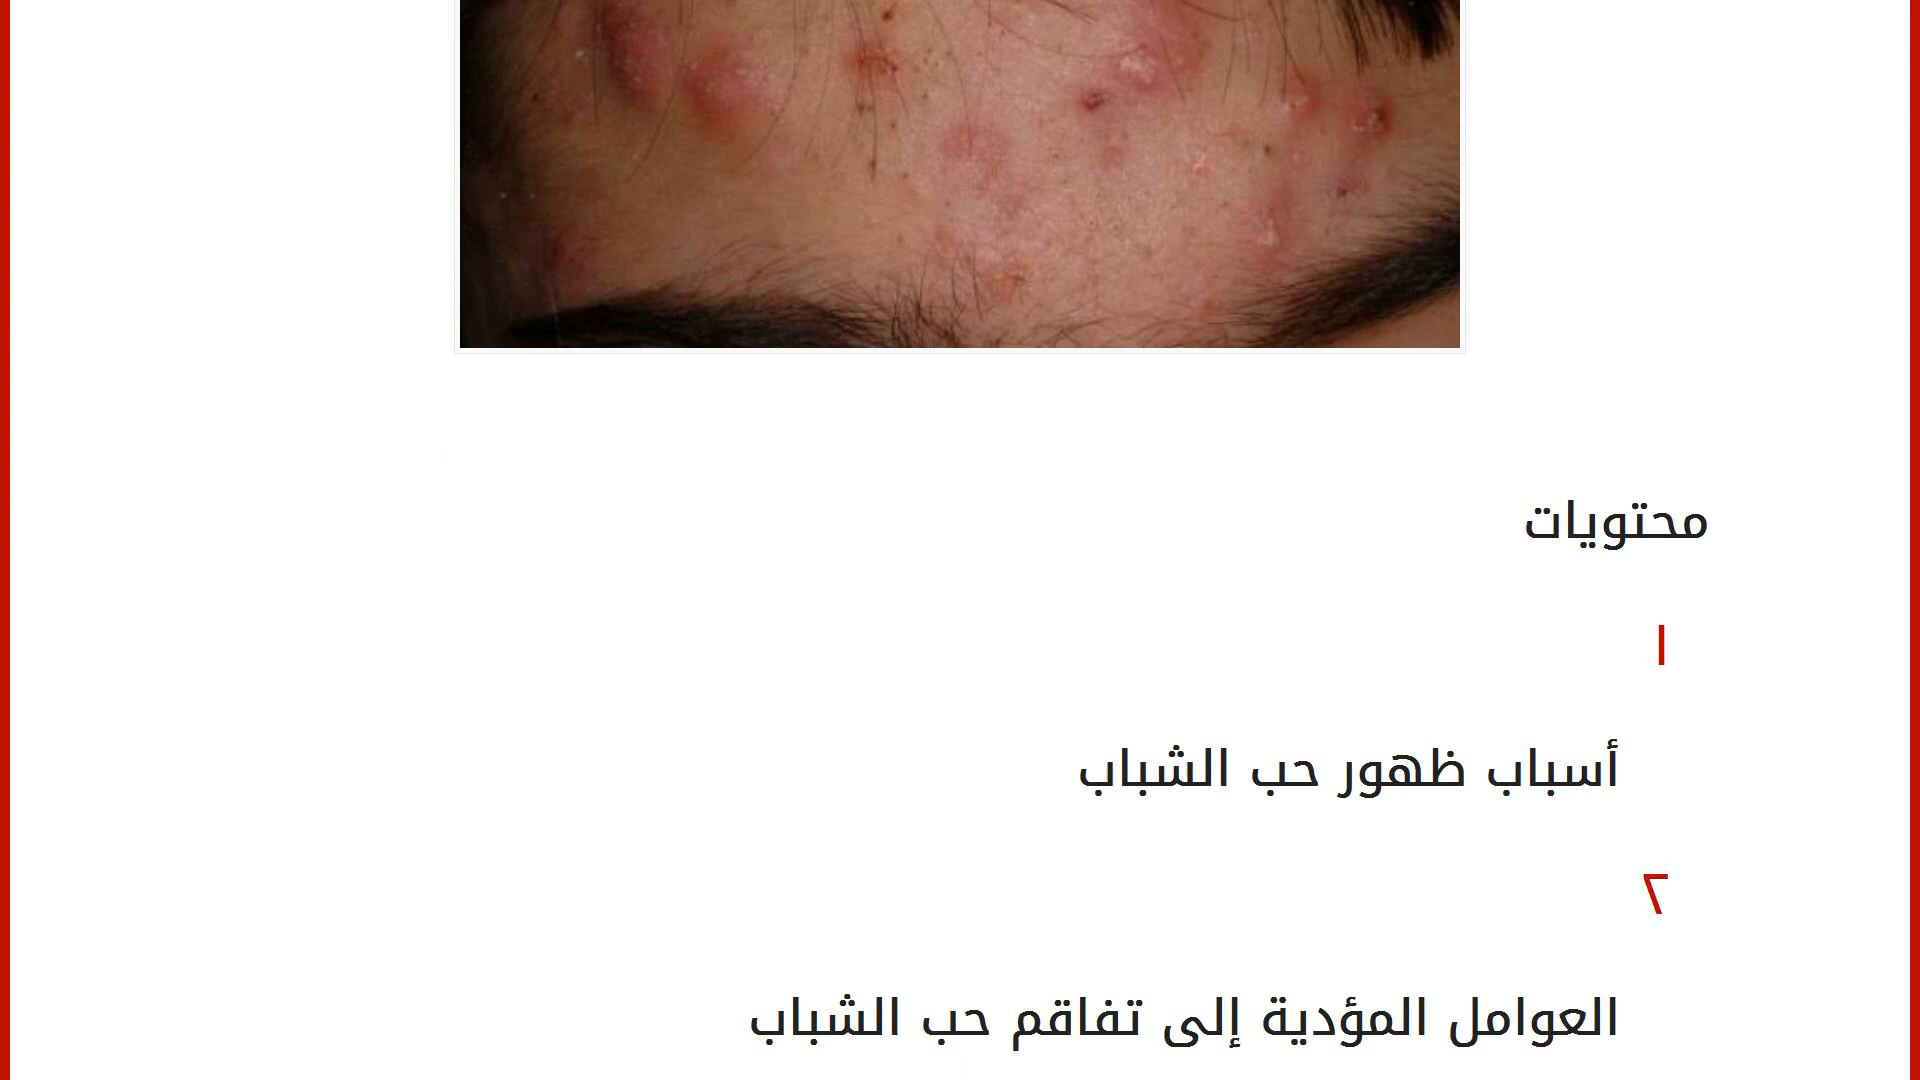 محتويات
١
أسباب ظهور حب الشباب
٢
العوامل المؤدية إلى تفاقم حب الشباب